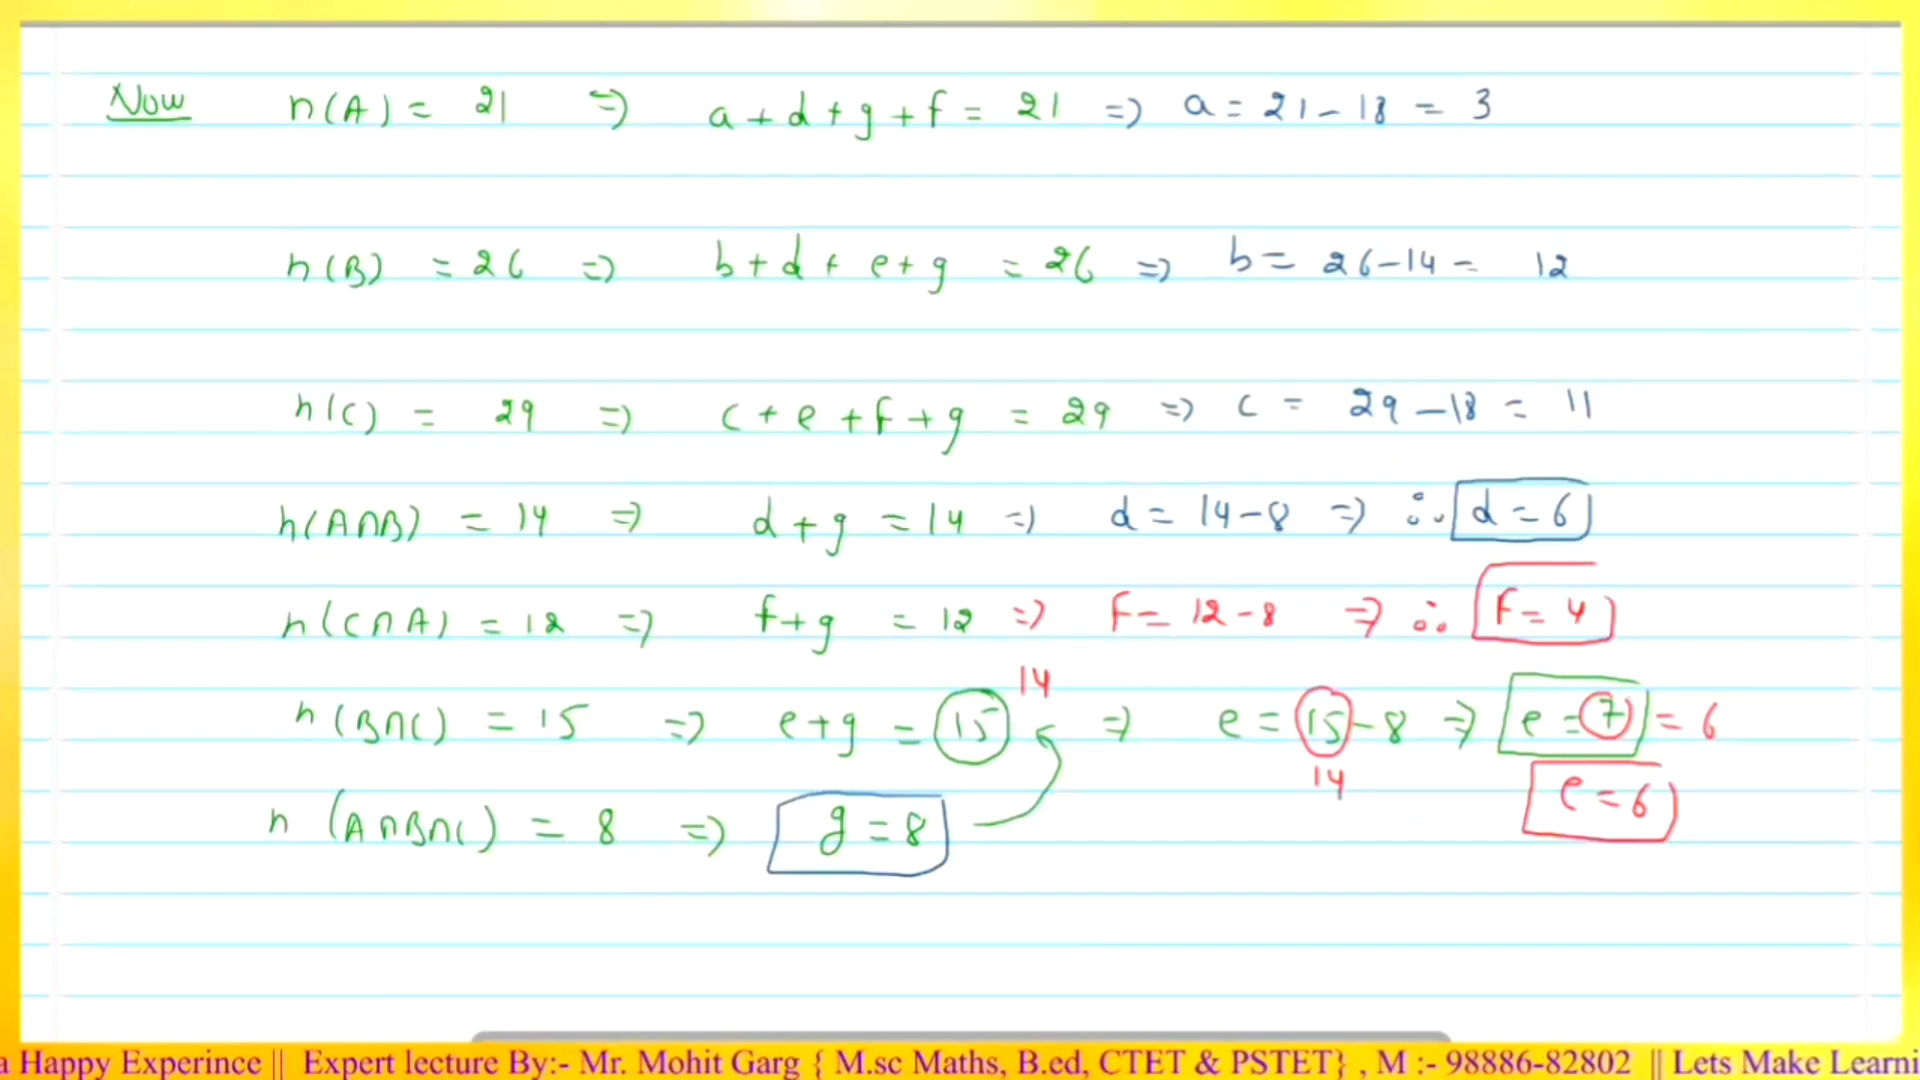 Now n(A) = 21 => a + d + g + f = 21 => a = 21 - 18 = 3
n(B) = 26 => b + d + e + g = 26 => b = 26 - 14 = 12
n(C) = 29 => c + e + f + g = 29 => c = 29 - 18 = 11
n(A∩B) = 14 => d + g = 14 => d = 14 - 8 => ∴ d = 6
n(C∩A) = 12 => f + g = 12 => F = 12 - 8 => ∴ F = 4
14
n(B∩C) = 15 => e + g = 15 => e = 15 - 8 => e = 7 = 6
14 e = 6
n(A∩B∩C) = 8 => g = 8
a Happy Experince || Expert lecture By:- Mr. Mohit Garg { M.sc Maths, B.ed, CTET & PSTET} , M :- 98886-82802 || Lets Make Learni